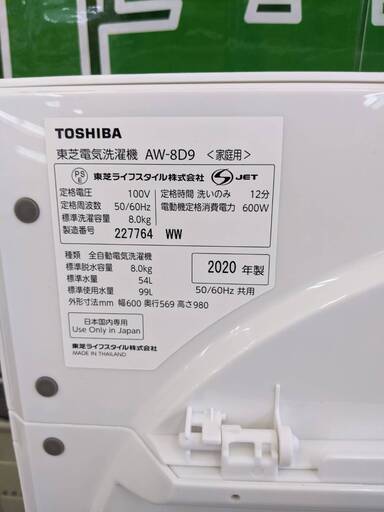 TOSHIBA
東芝電気洗濯機 AW-8D9 <家庭用>
PS E 東芝ライフスタイル株式会社 JET
定格電圧 100V 定格時間 洗いのみ 12分
定格周波数 50/60Hz 電動機定格消費電力 600W
標準洗濯容量 8.0kg
製造番号 227764 WW
種類 全自動電気洗濯機
標準脱水容量 8.0kg 2020 年製
標準水量 54L
標準使用水量 99L 50/60Hz 共用
外形寸法mm 幅600 奥行569 高さ980
日本国内専用
Use Only in Japan
東芝ライフスタイル株式会社
MADE IN THAILAND